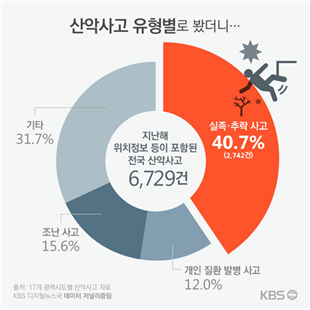 산악사고 유형별로 봤더니…
실족·추락 사고
40.7%
(2,742건)
기타
31.7%
지난해
위치정보 등이 포함된
전국 산악사고
6,729건
조난 사고
15.6%
개인 질환 발병 사고
12.0%
출처 : 17개 광역시도별 산악사고 자료
KBS 디지털뉴스국 데이터 저널리즘팀
KBS